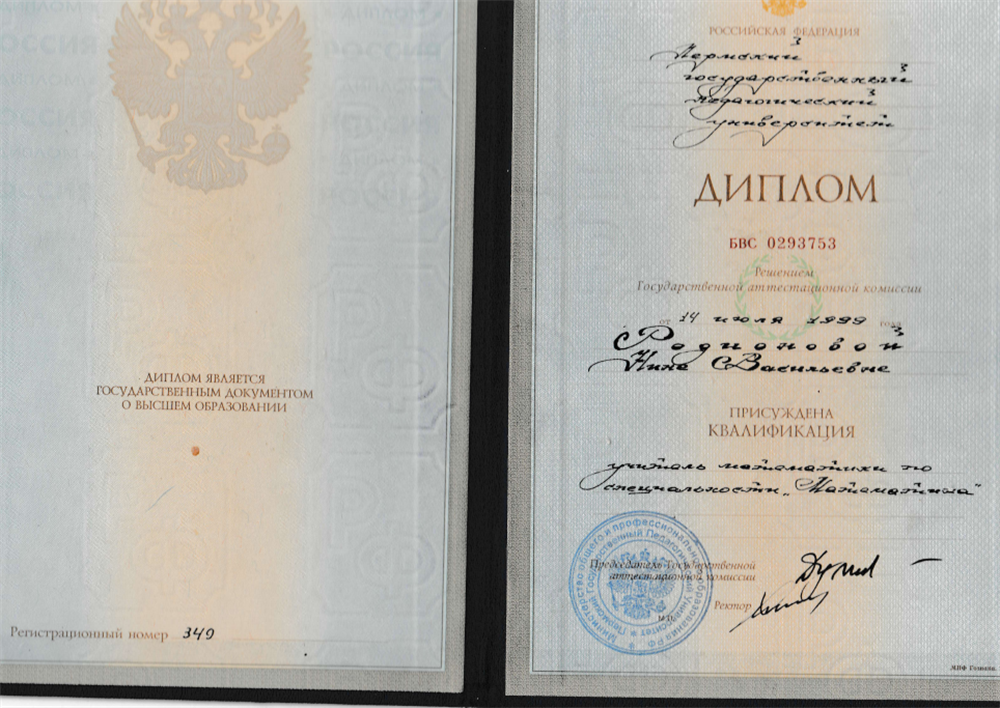 ДИПЛОМ ЯВЛЯЕТСЯ
ГОСУДАРСТВЕННЫМ ДОКУМЕНТОМ
О ВЫСШЕМ ОБРАЗОВАНИИ
Регистрационный номер 349
РОССИЙСКАЯ ФЕДЕРАЦИЯ
Пермский
государственный
педагогический
университет
ДИПЛОМ
БВС 0293753
Решением
Государственной аттестационной комиссии
от 14 июля 1999 года
Родионовой
Нине Васильевне
ПРИСУЖДЕНА
КВАЛИФИКАЦИЯ
учитель математики по
специальности „Математика"
Председатель Государственной
аттестационной комиссии
Ректор
М.П.